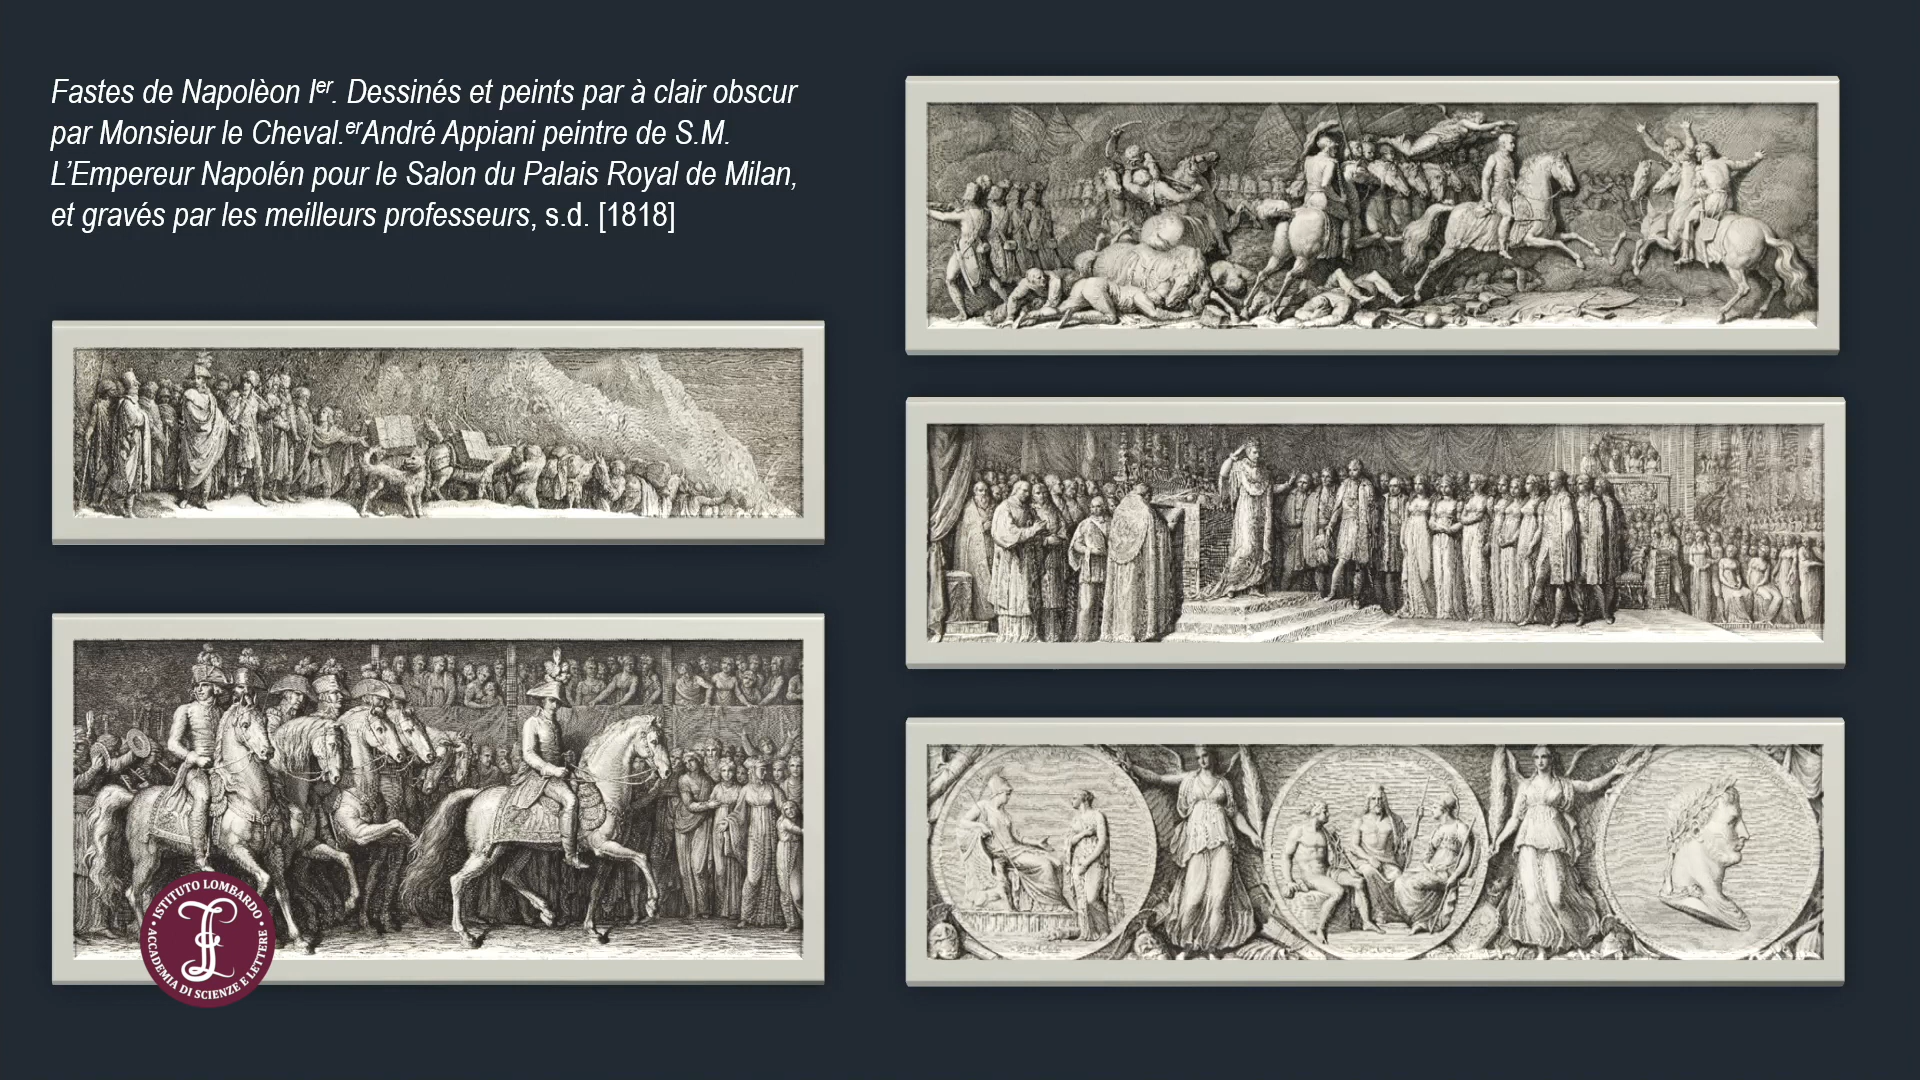 Fastes de Napolèon Ier. Dessinés et peints par à clair obscur
par Monsieur le Cheval.erAndré Appiani peintre de S.M.
L’Empereur Napolén pour le Salon du Palais Royal de Milan,
et gravés par les meilleurs professeurs, s.d. [1818]
• ISTITUTO LOMBARDO •
ACCADEMIA DI SCIENZE E LETTERE